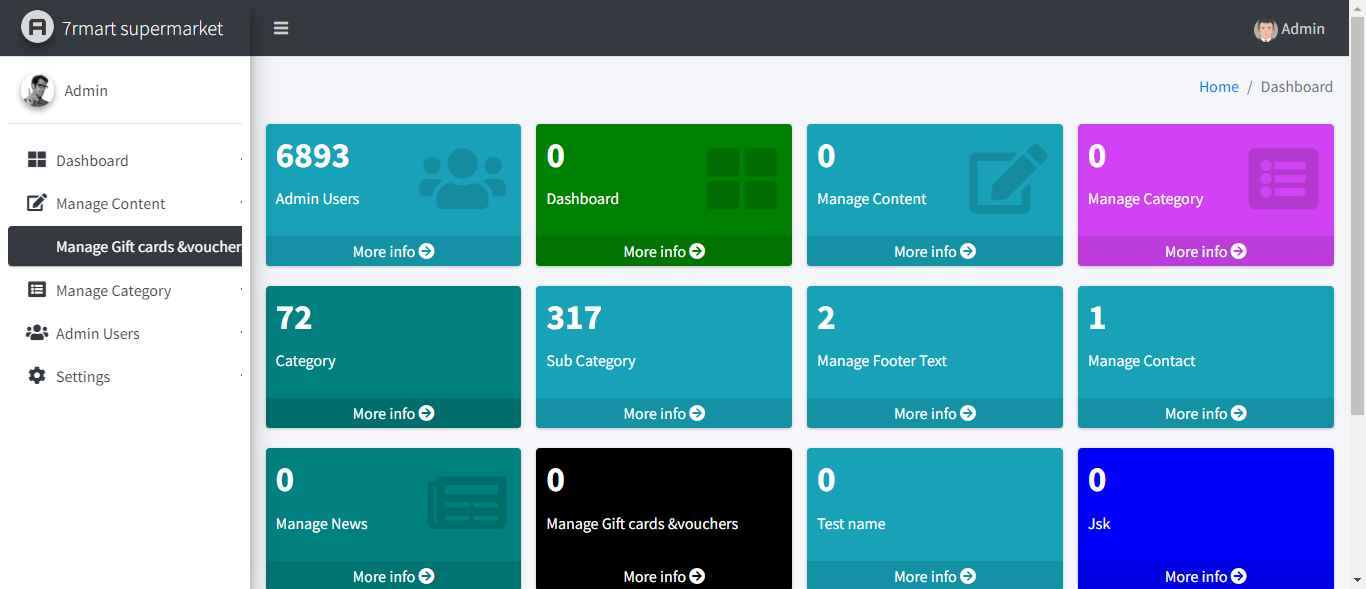 7rmart supermarket
Admin
Admin
Home / Dashboard
Dashboard
Manage Content
Manage Gift cards &voucher
Manage Category
Admin Users
Settings
6893
Admin Users
More info
0
Dashboard
More info
0
Manage Content
More info
0
Manage Category
More info
72
Category
More info
317
Sub Category
More info
2
Manage Footer Text
More info
1
Manage Contact
More info
0
Manage News
More info
0
Manage Gift cards &vouchers
More info
0
Test name
More info
0
Jsk
More info